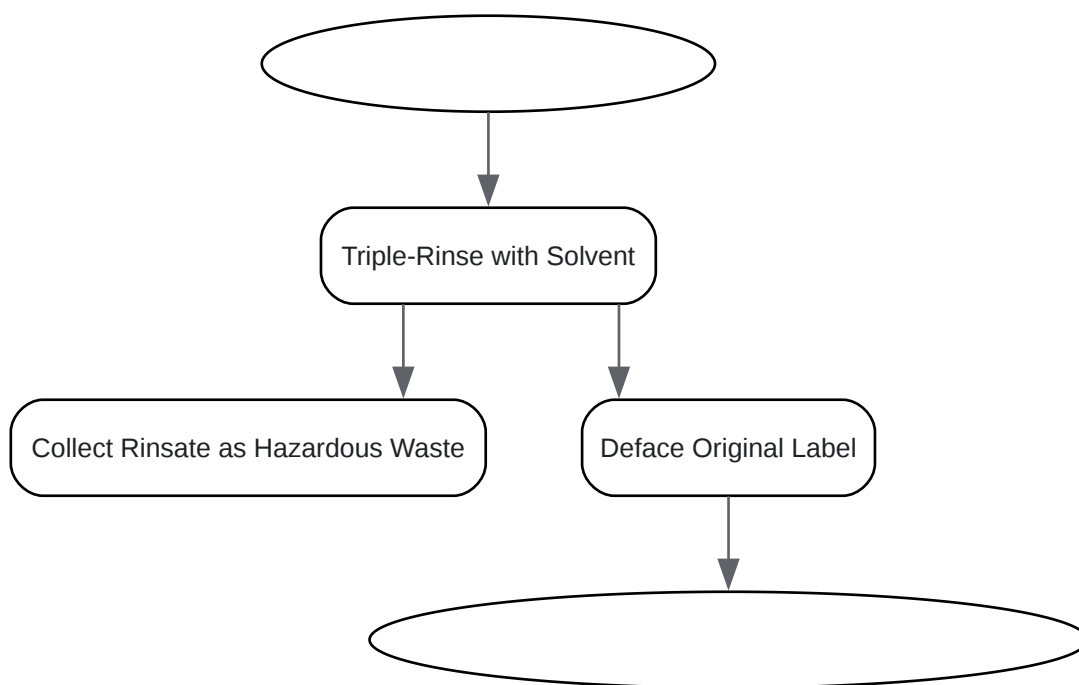 Triple-Rinse with Solvent
Collect Rinsate as Hazardous Waste
Deface Original Label